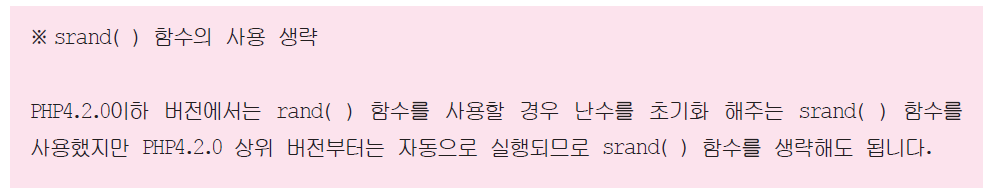 ※ srand( ) 함수의 사용 생략
PHP4.2.0이하 버전에서는 rand( ) 함수를 사용할 경우 난수를 초기화 해주는 srand( ) 함수를
사용했지만 PHP4.2.0 상위 버전부터는 자동으로 실행되므로 srand( ) 함수를 생략해도 됩니다.